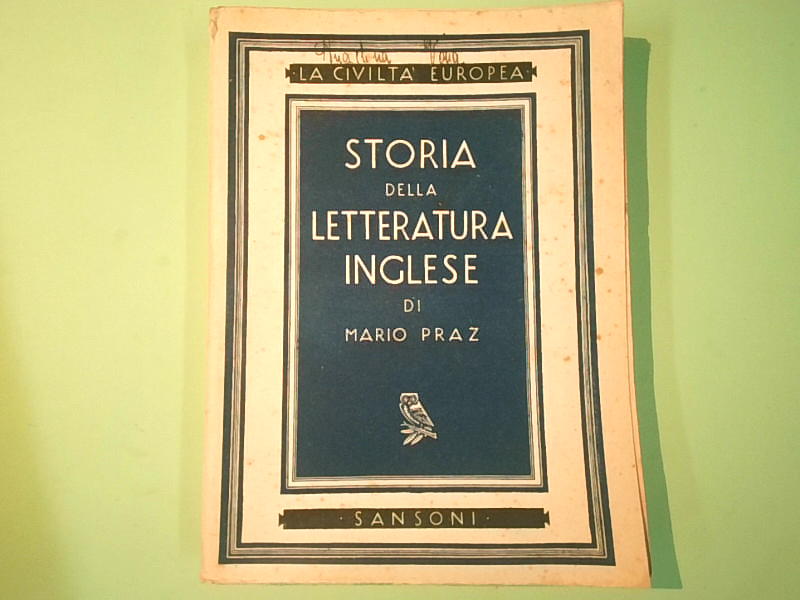 · LA CIVILTA' EUROPEA ·
STORIA
DELLA
LETTERATURA
INGLESE
DI
MARIO PRAZ
· SANSONI ·